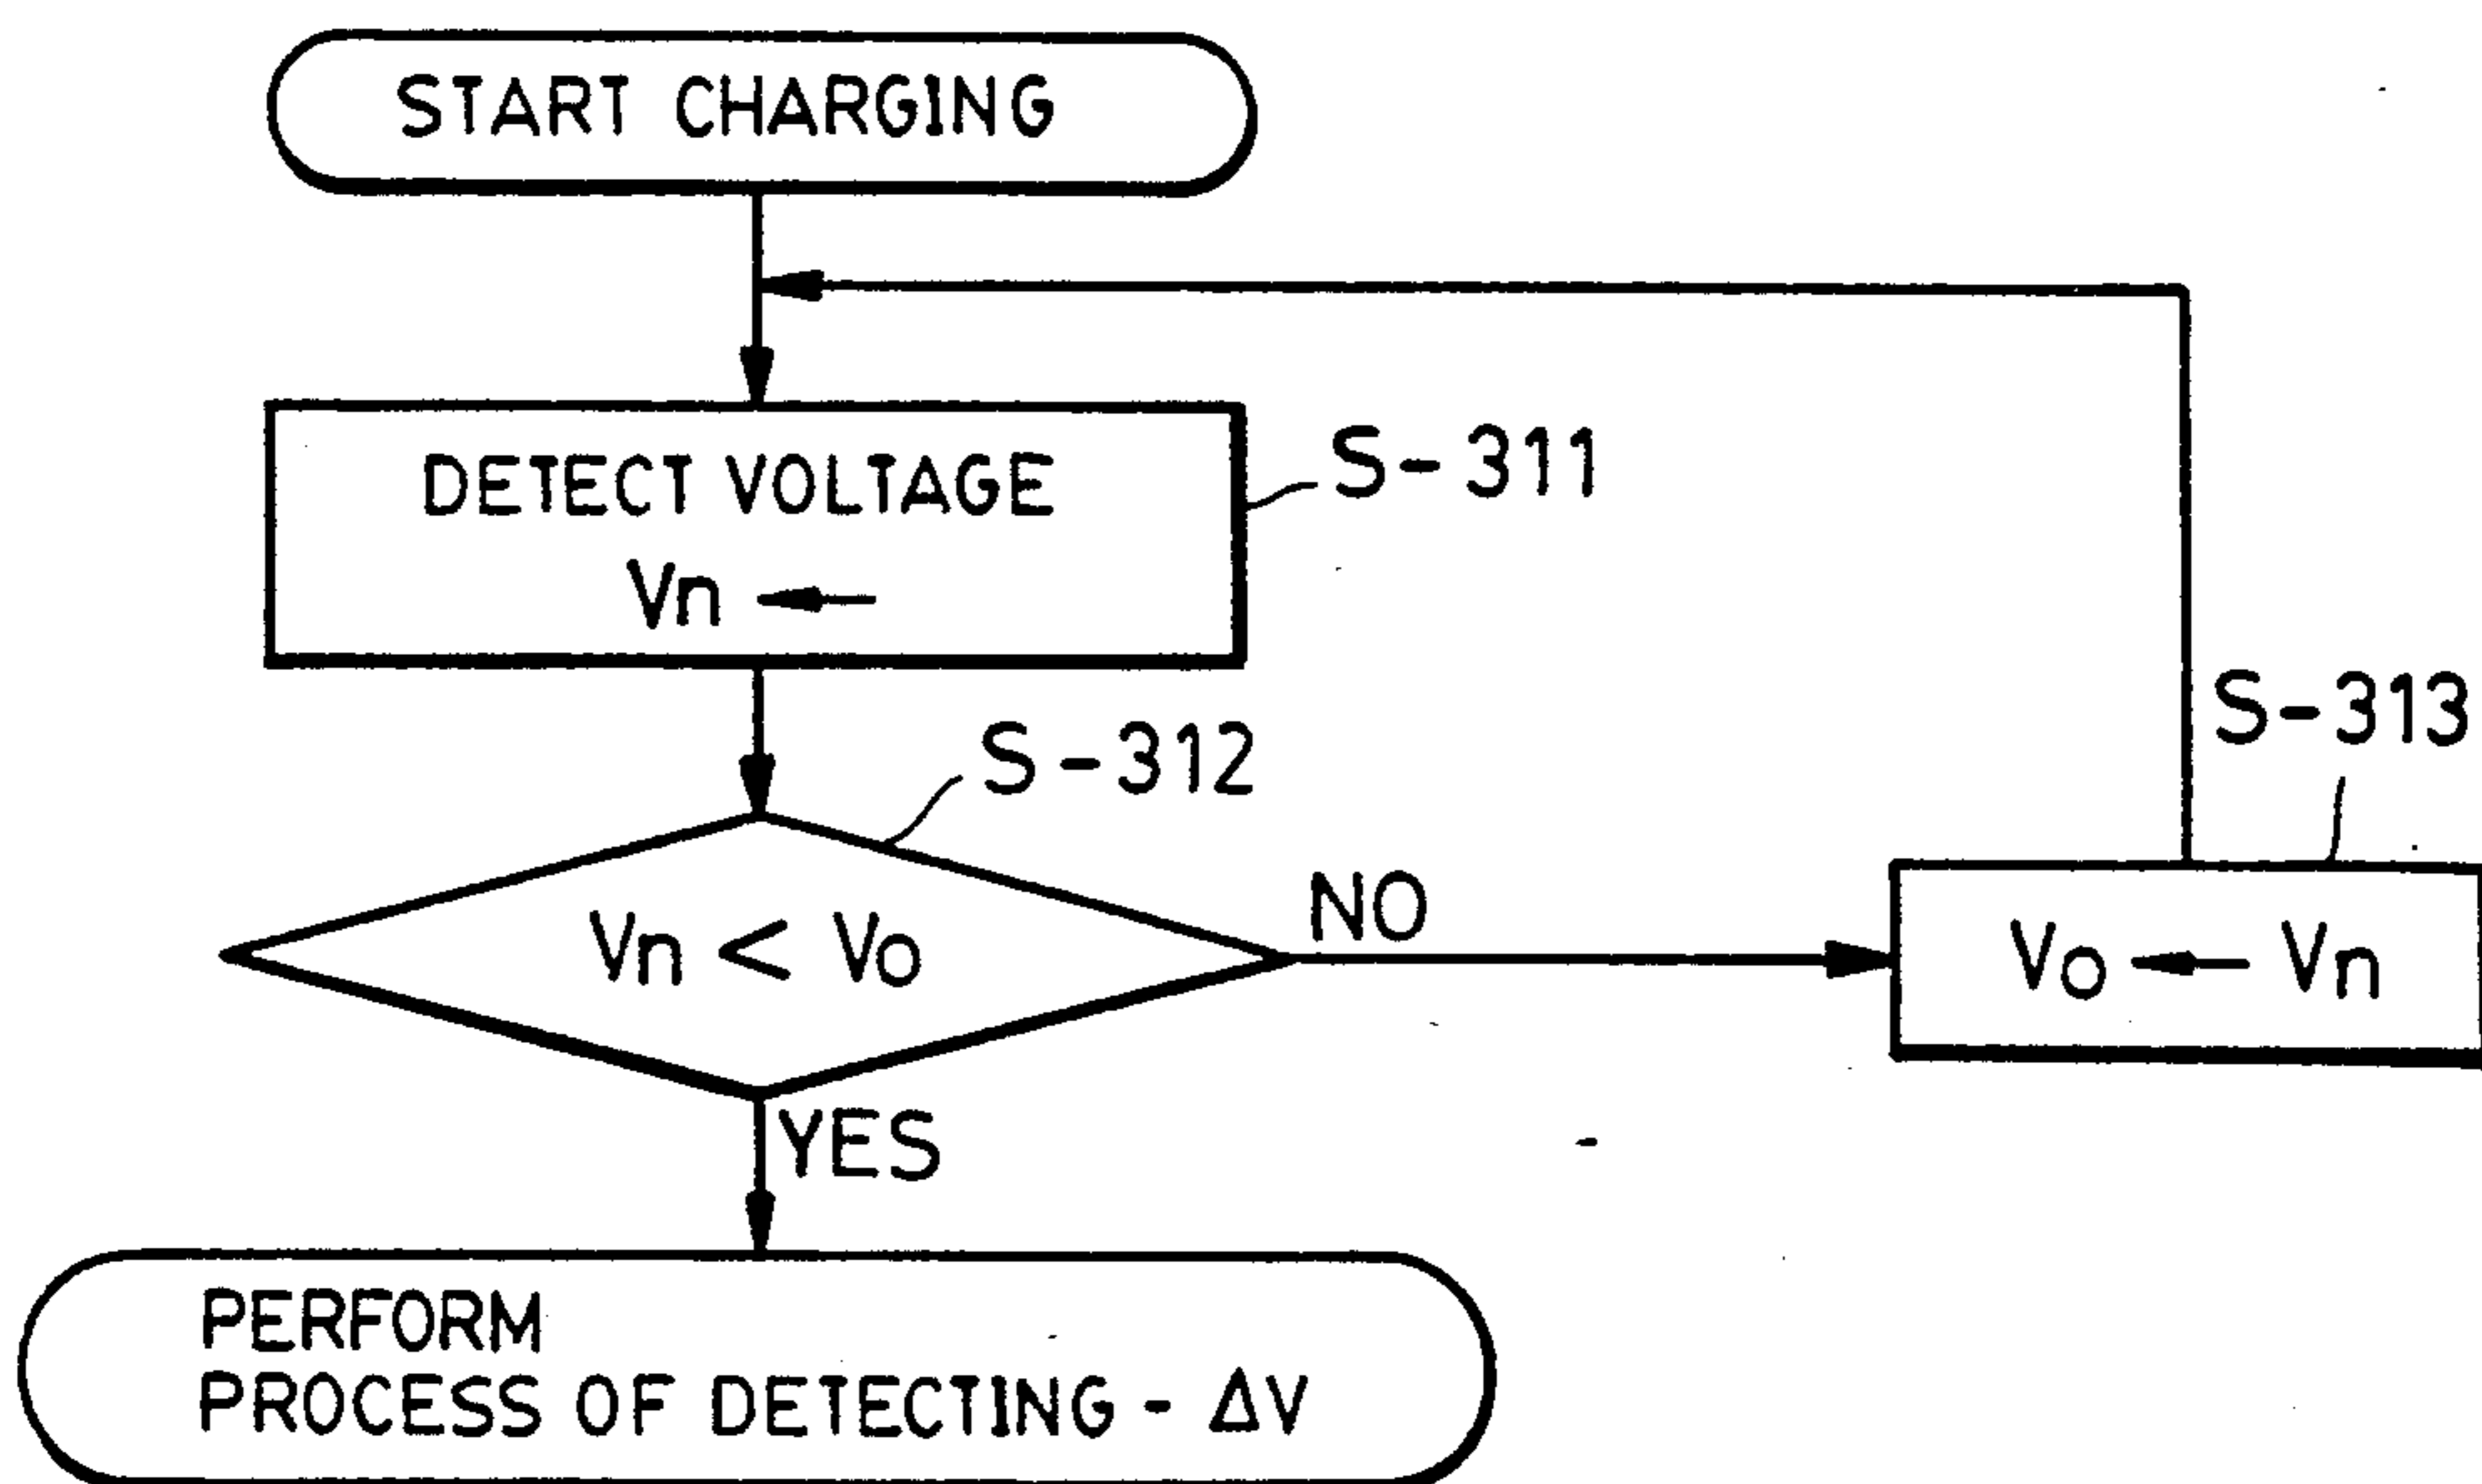 START CHARGING
DETECT VOLTAGE
Vn ←
S-311
S-312
S-313
Vn < Vo
NO
Vo ← Vn
YES
PERFORM
PROCESS OF DETECTING - ΔV